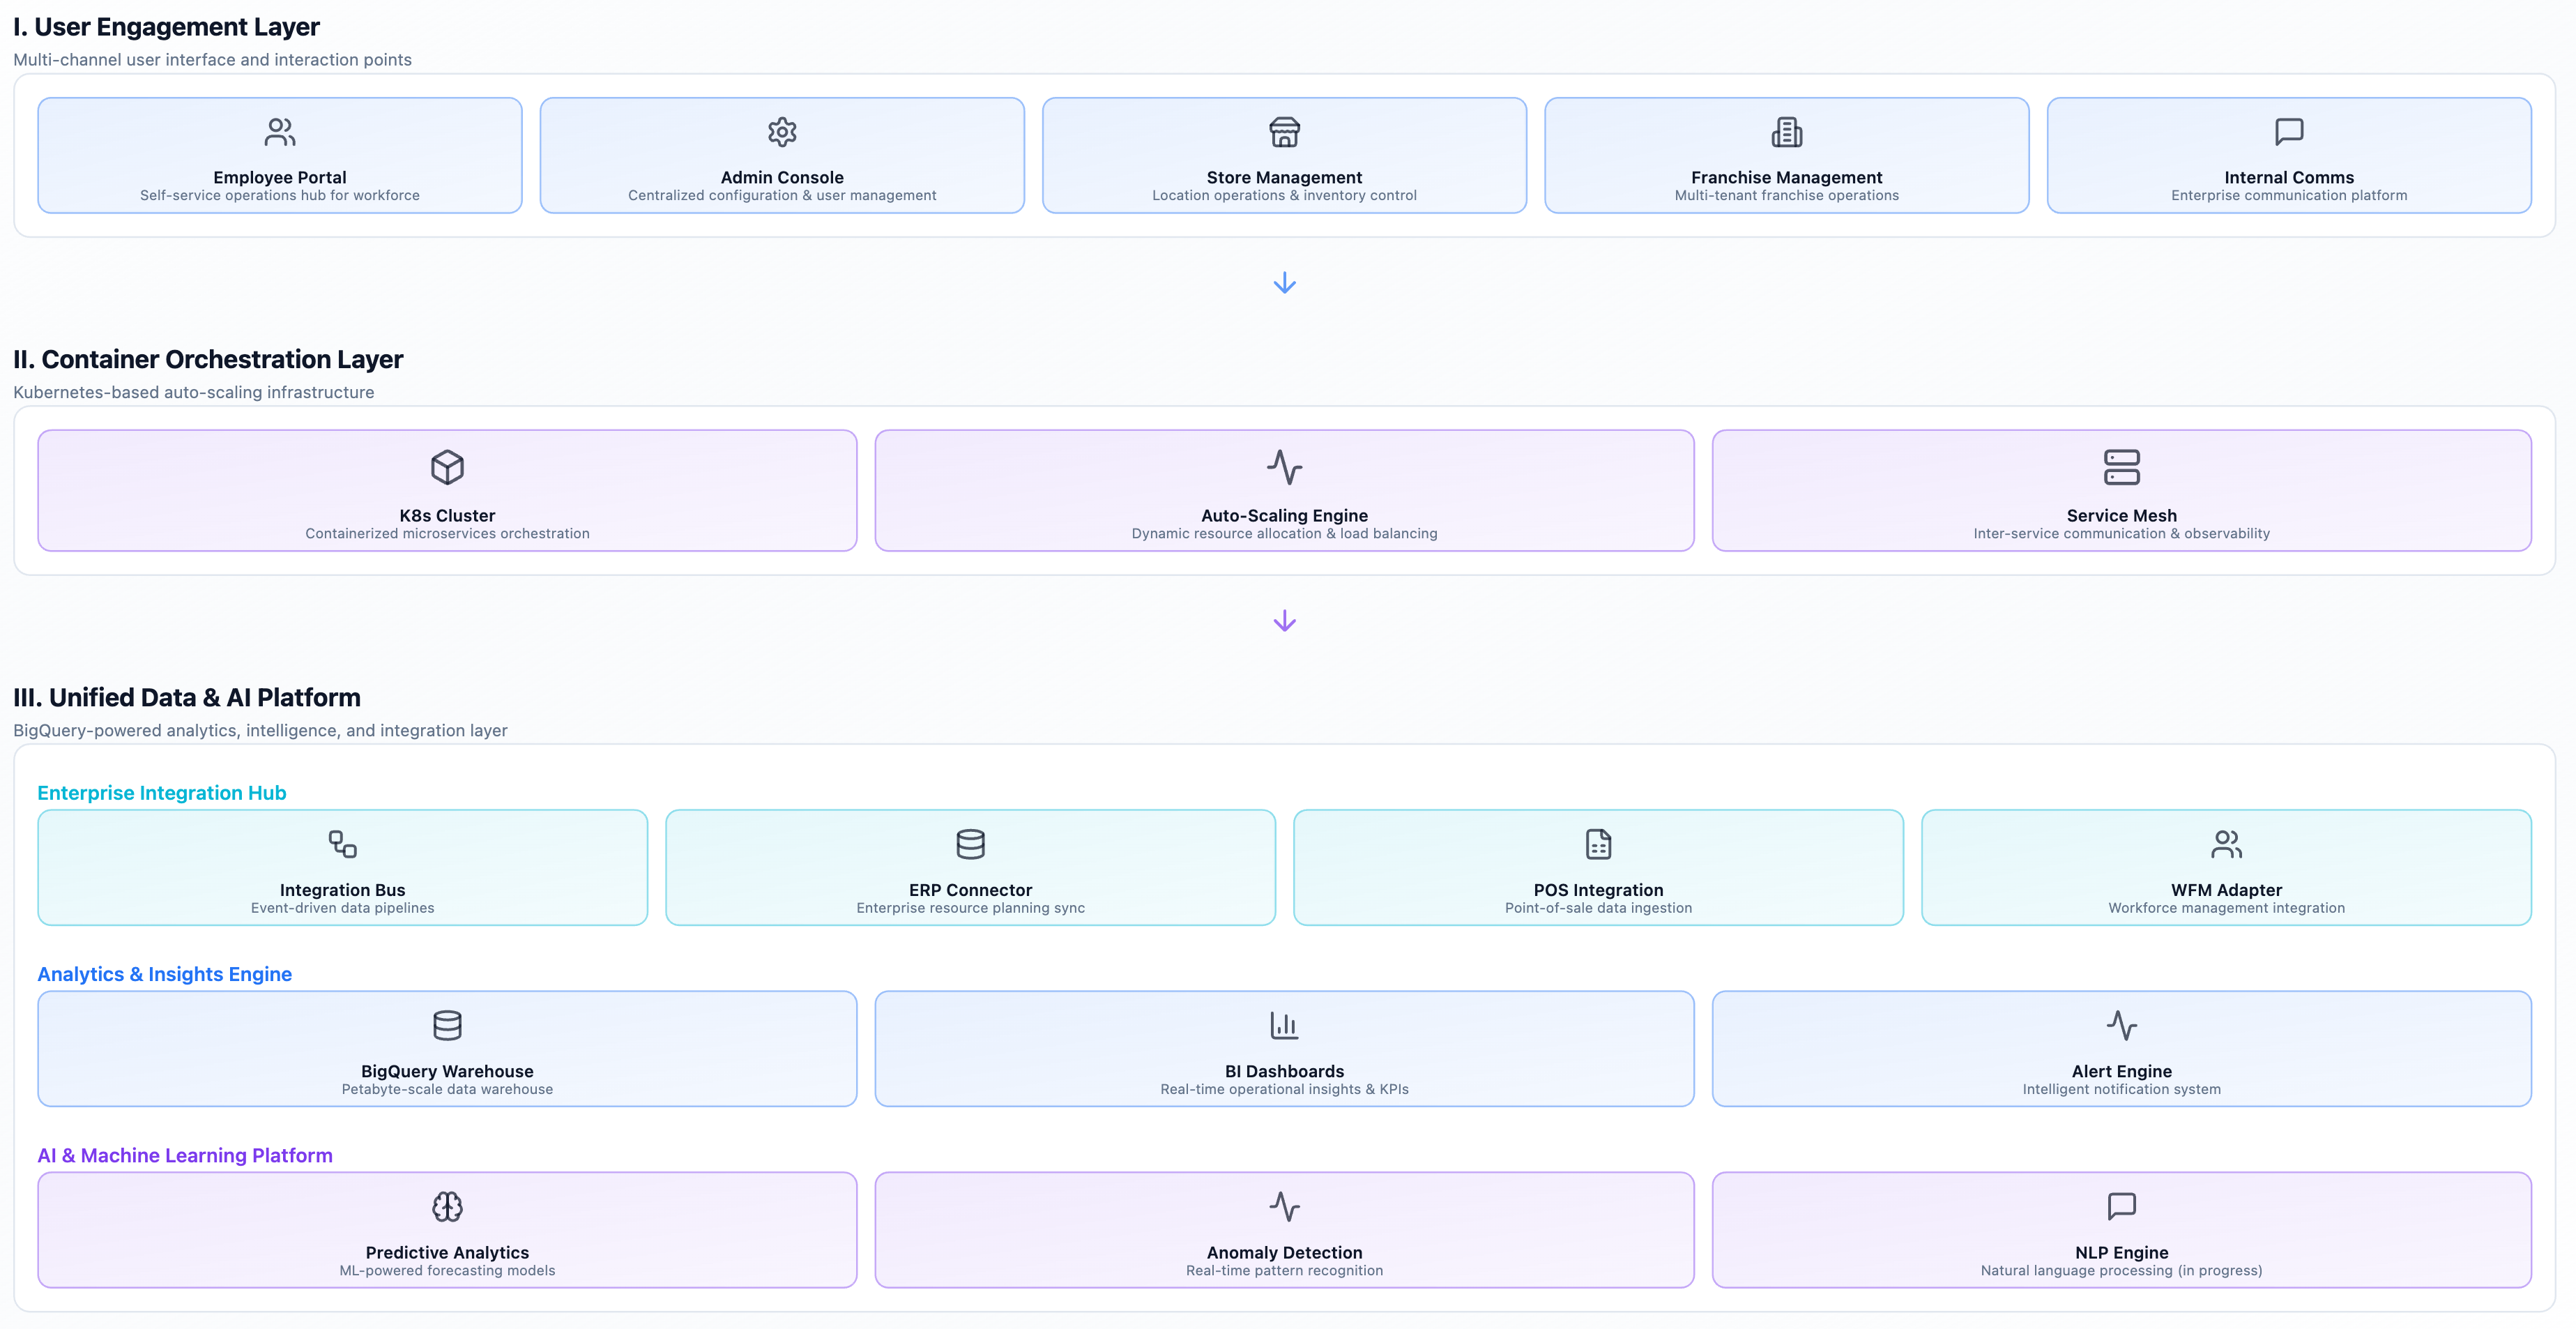 I. User Engagement Layer
Multi-channel user interface and interaction points
Employee Portal
Self-service operations hub for workforce
Admin Console
Centralized configuration & user management
Store Management
Location operations & inventory control
Franchise Management
Multi-tenant franchise operations
Internal Comms
Enterprise communication platform
II. Container Orchestration Layer
Kubernetes-based auto-scaling infrastructure
K8s Cluster
Containerized microservices orchestration
Auto-Scaling Engine
Dynamic resource allocation & load balancing
Service Mesh
Inter-service communication & observability
III. Unified Data & AI Platform
BigQuery-powered analytics, intelligence, and integration layer
Enterprise Integration Hub
Integration Bus
Event-driven data pipelines
ERP Connector
Enterprise resource planning sync
POS Integration
Point-of-sale data ingestion
WFM Adapter
Workforce management integration
Analytics & Insights Engine
BigQuery Warehouse
Petabyte-scale data warehouse
BI Dashboards
Real-time operational insights & KPIs
Alert Engine
Intelligent notification system
AI & Machine Learning Platform
Predictive Analytics
ML-powered forecasting models
Anomaly Detection
Real-time pattern recognition
NLP Engine
Natural language processing (in progress)